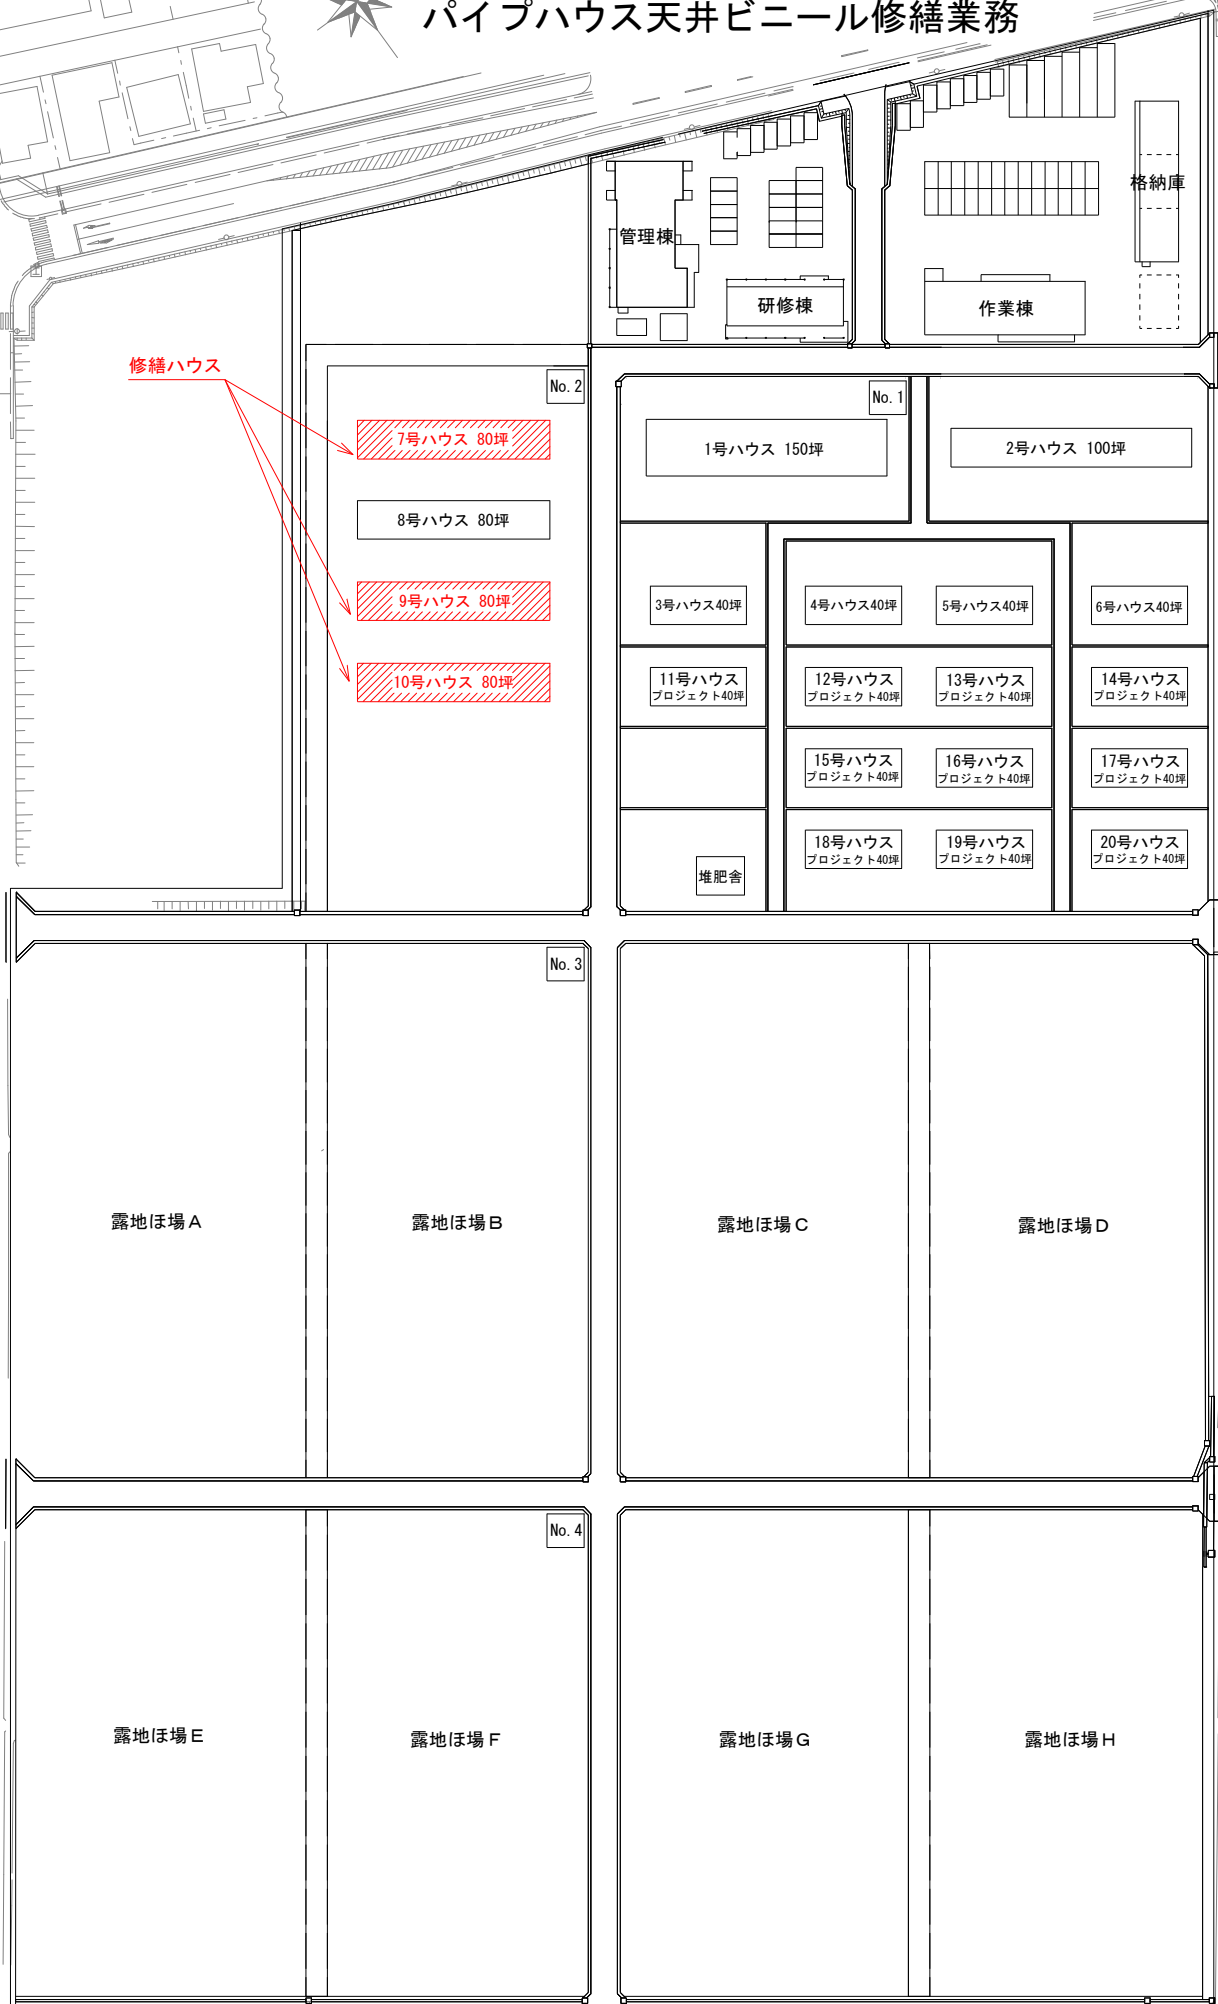 パイプハウス天井ビニール修繕業務
格納庫
管理棟
研修棟
作業棟
修繕ハウス
No.2
No.1
7号ハウス 80坪
1号ハウス 150坪
2号ハウス 100坪
8号ハウス 80坪
9号ハウス 80坪
3号ハウス40坪
4号ハウス40坪
5号ハウス40坪
6号ハウス40坪
10号ハウス 80坪
11号ハウス
プロジェクト40坪
12号ハウス
プロジェクト40坪
13号ハウス
プロジェクト40坪
14号ハウス
プロジェクト40坪
15号ハウス
プロジェクト40坪
16号ハウス
プロジェクト40坪
17号ハウス
プロジェクト40坪
18号ハウス
プロジェクト40坪
19号ハウス
プロジェクト40坪
20号ハウス
プロジェクト40坪
堆肥舎
No.3
露地ほ場A
露地ほ場B
露地ほ場C
露地ほ場D
No.4
露地ほ場E
露地ほ場F
露地ほ場G
露地ほ場H